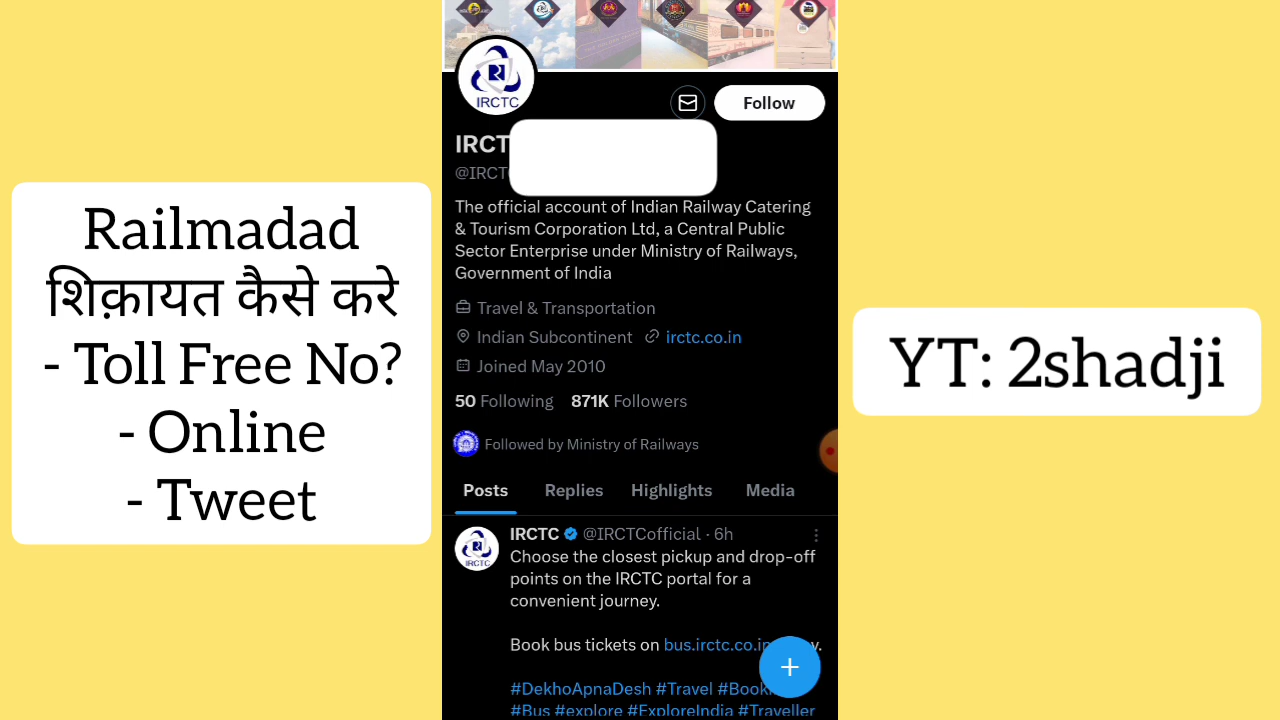 Railmadad
शिक़ायत कैसे करे
- Toll Free No?
- Online
- Tweet
IRCTC
Follow
IRCT
@IRCT
The official account of Indian Railway Catering
& Tourism Corporation Ltd, a Central Public
Sector Enterprise under Ministry of Railways,
Government of India
Travel & Transportation
Indian Subcontinent irctc.co.in
Joined May 2010
50 Following 871K Followers
Followed by Ministry of Railways
Posts Replies Highlights Media
IRCTC @IRCTCofficial · 6h
IRCTC
Choose the closest pickup and drop-off
points on the IRCTC portal for a
convenient journey.
Book bus tickets on bus.irctc.co.in
#DekhoApnaDesh #Travel
#Bus #explore #ExploreIndia #Traveller
YT: 2shadji